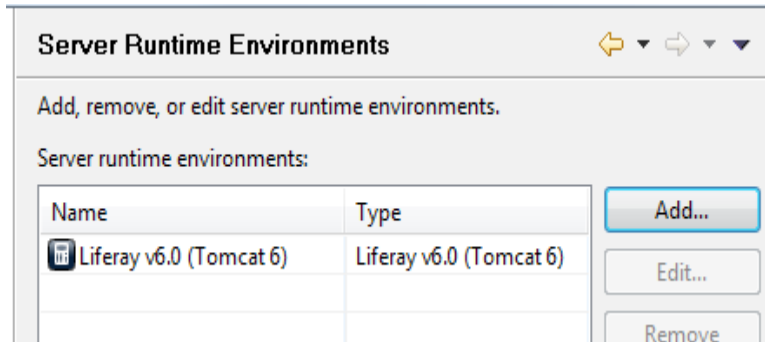 Server Runtime Environments
Add, remove, or edit server runtime environments.
Server runtime environments:
Name Type Add...
Liferay v6.0 (Tomcat 6) Liferay v6.0 (Tomcat 6)
Edit...
Remove